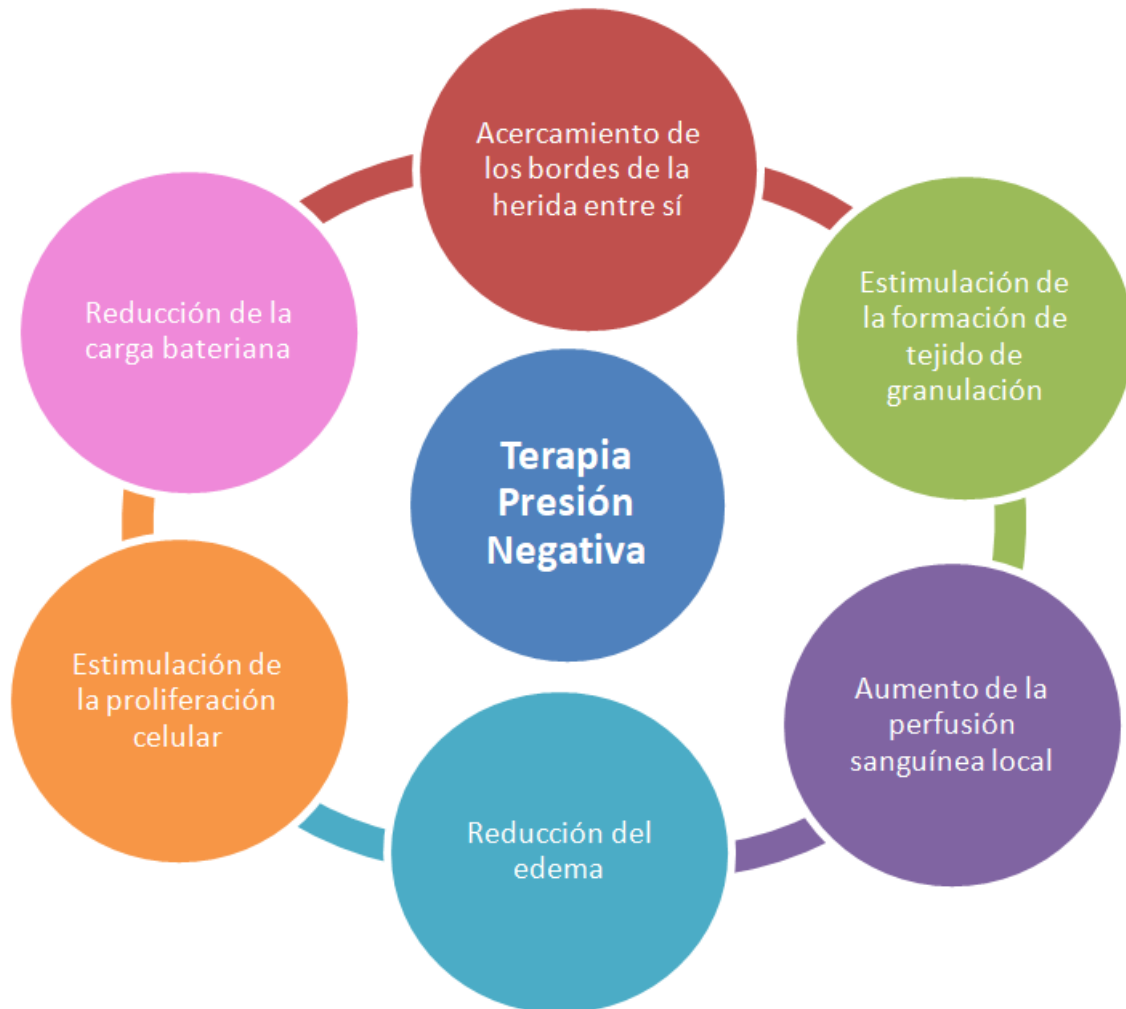 Acercamiento de
los bordes de la
herida entre sí
Estimulación de
la formación de
tejido de
granulación
Aumento de la
perfusión
sanguínea local
Reducción del
edema
Estimulación de
la proliferación
celular
Reducción de la
carga bateriana
Terapia
Presión
Negativa